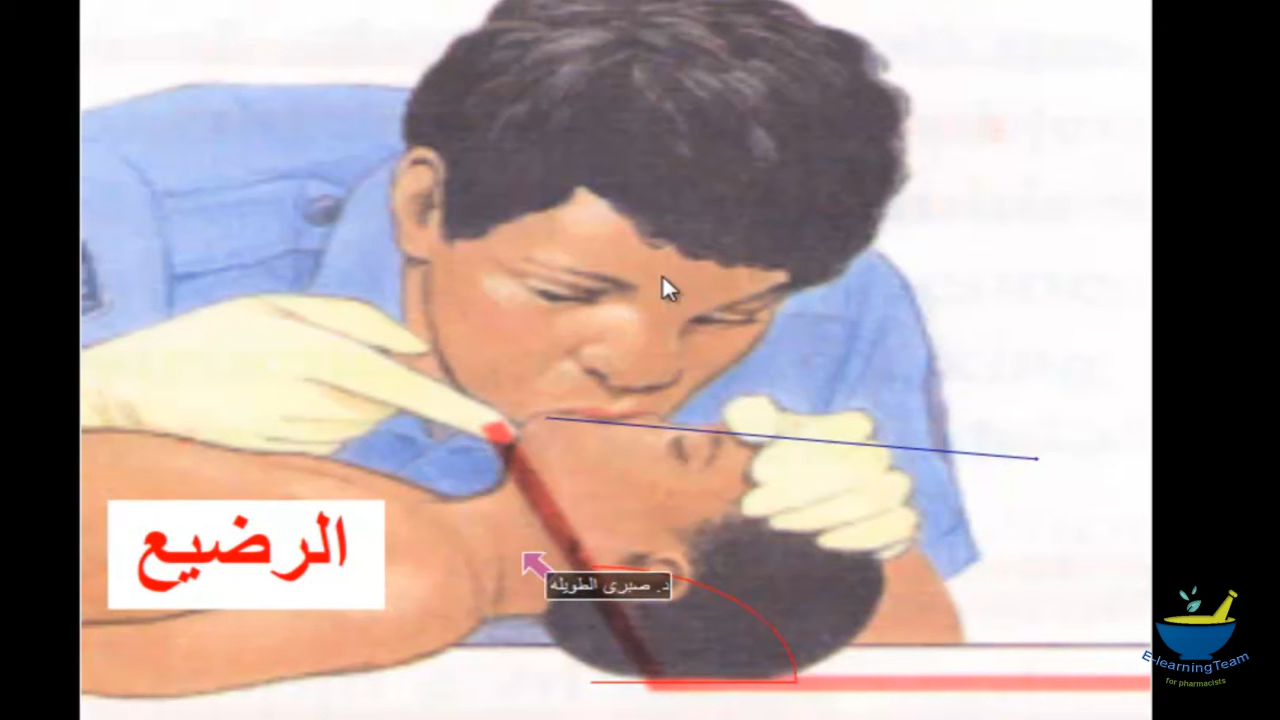 الرضيع
د. صبرى الطويله
E-learningTeam
for pharmacists